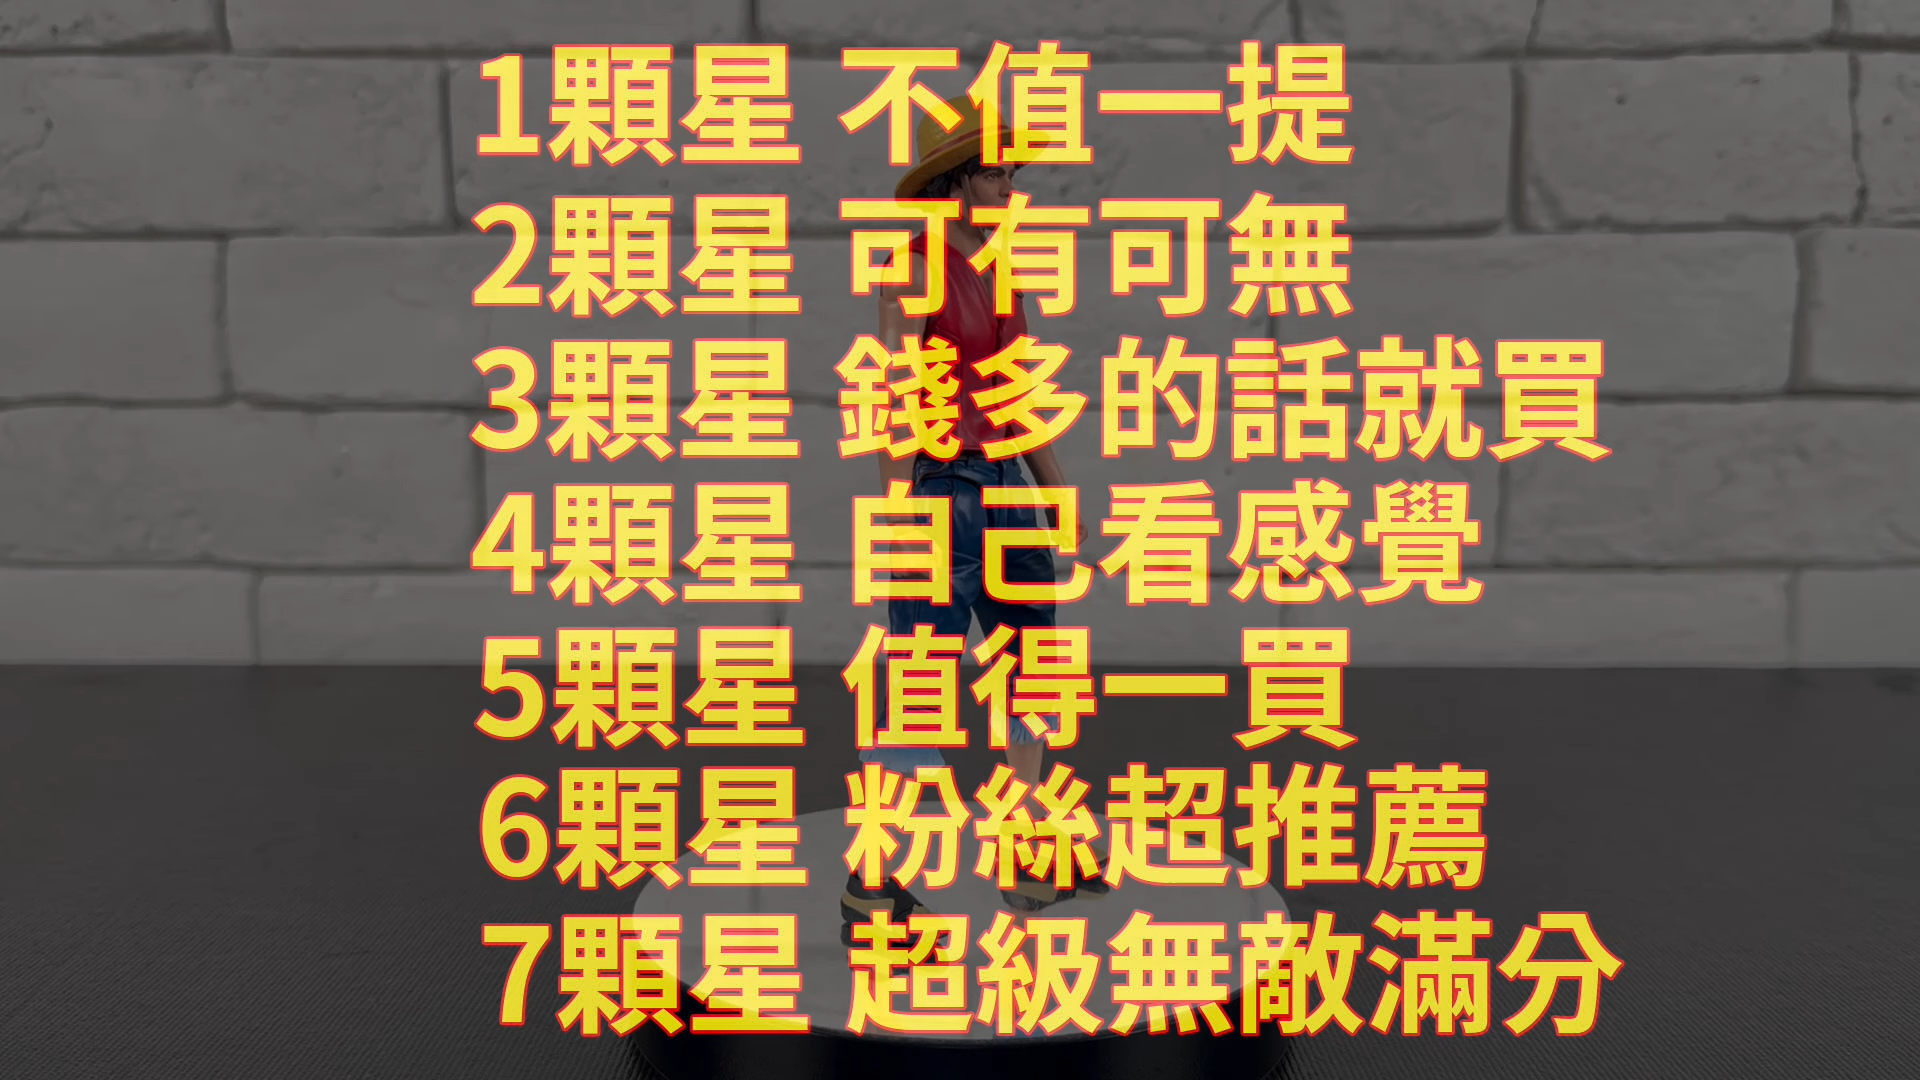 1顆星 不值一提
2顆星 可有可無
3顆星 錢多的話就買
4顆星 自己看感覺
5顆星 值得一買
6顆星 粉絲超推薦
7顆星 超級無敵滿分